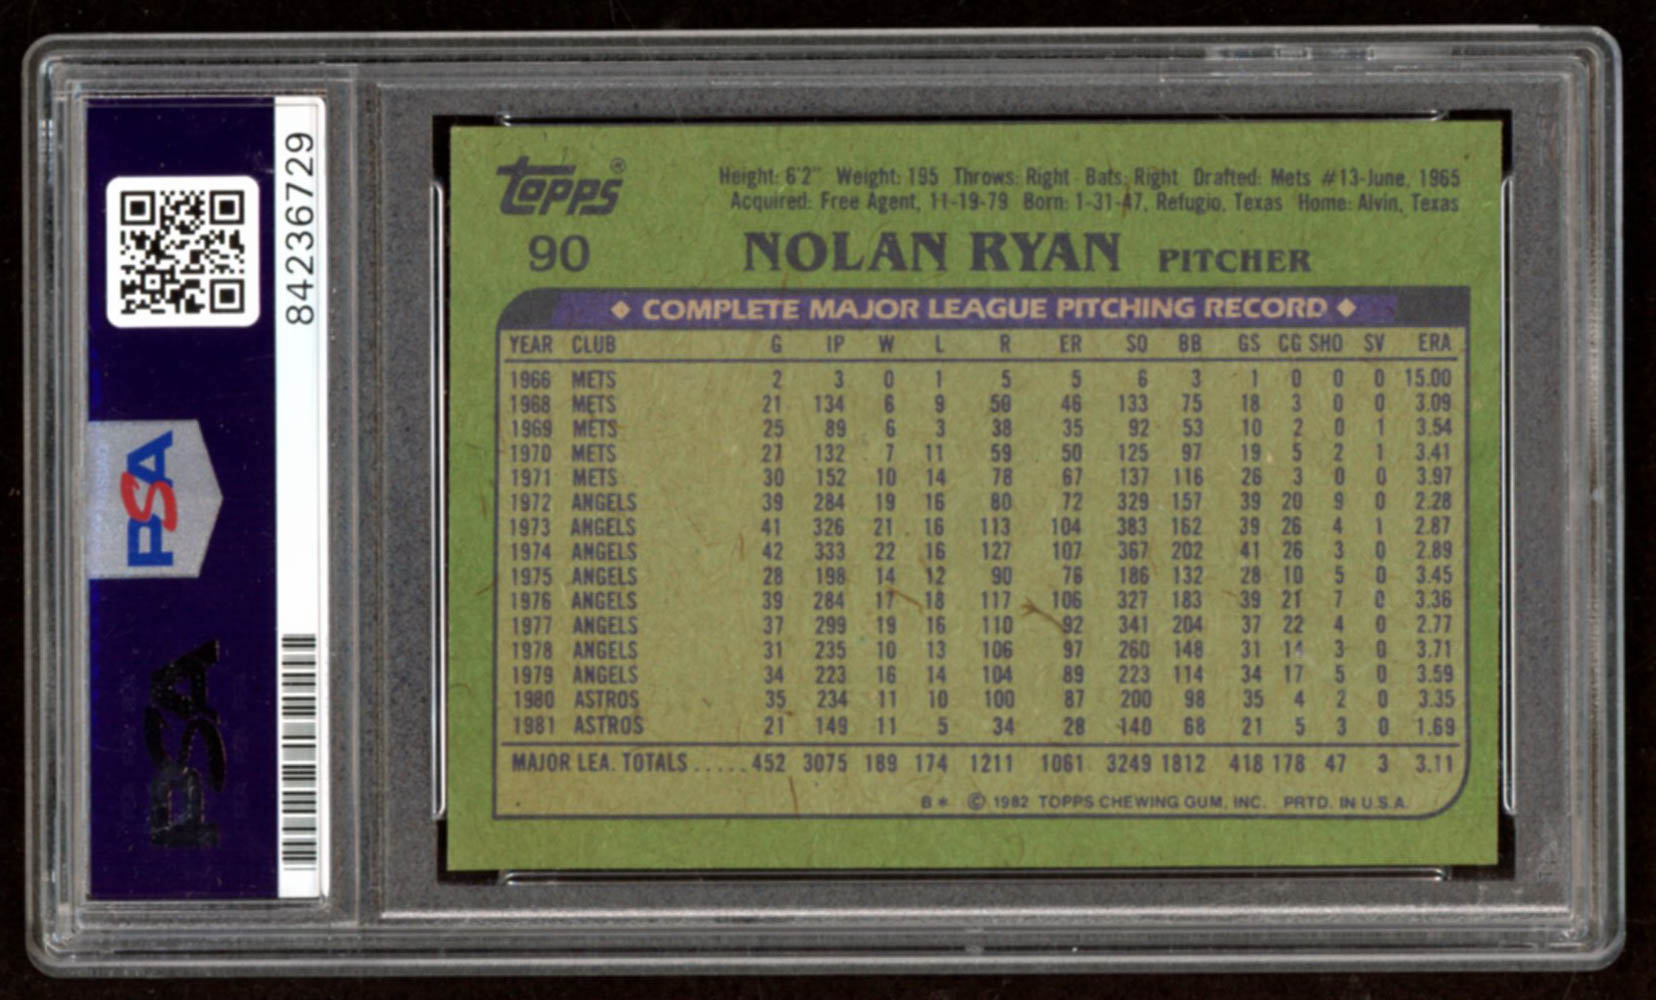 84236729
PSA
PSA
Topps®
Height: 6'2" Weight: 195 Throws: Right Bats: Right Drafted: Mets #13-June, 1965
Acquired: Free Agent, 11-19-79 Born: 1-31-47, Refugio, Texas Home: Alvin, Texas
90 NOLAN RYAN PITCHER
◆ COMPLETE MAJOR LEAGUE PITCHING RECORD ◆
YEAR CLUB G IP W L R ER SO BB GS CG SHO SV ERA
1966 METS 2 3 0 1 5 5 6 3 1 0 0 0 15.00
1968 METS 21 134 6 9 50 46 133 75 18 3 0 0 3.09
1969 METS 25 89 6 3 38 35 92 53 10 2 0 1 3.54
1970 METS 27 132 7 11 59 50 125 97 19 5 2 1 3.41
1971 METS 30 152 10 14 78 67 137 116 26 3 0 0 3.97
1972 ANGELS 39 284 19 16 80 72 329 157 39 20 9 0 2.28
1973 ANGELS 41 326 21 16 113 104 383 162 39 26 4 1 2.87
1974 ANGELS 42 333 22 16 127 107 367 202 41 26 3 0 2.89
1975 ANGELS 28 198 14 12 90 76 186 132 28 10 5 0 3.45
1976 ANGELS 39 284 17 18 117 106 327 183 39 21 7 0 3.36
1977 ANGELS 37 299 19 16 110 92 341 204 37 22 4 0 2.77
1978 ANGELS 31 235 10 13 106 97 260 148 31 14 3 0 3.71
1979 ANGELS 34 223 16 14 104 89 223 114 34 17 5 0 3.59
1980 ASTROS 35 234 11 10 100 87 200 98 35 4 2 0 3.35
1981 ASTROS 21 149 11 5 34 28 140 68 21 5 3 0 1.69
MAJOR LEA. TOTALS ..... 452 3075 189 174 1211 1061 3249 1812 418 178 47 3 3.11
B* © 1982 TOPPS CHEWING GUM, INC. PRTD. IN U.S.A.